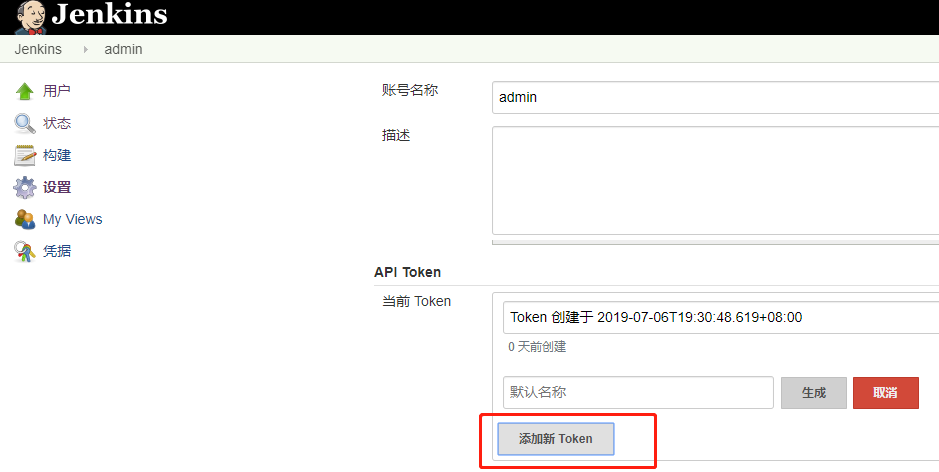 Jenkins
Jenkins admin
用户
状态
构建
设置
My Views
凭据
账号名称
admin
描述
API Token
当前 Token
Token 创建于 2019-07-06T19:30:48.619+08:00
0 天前创建
默认名称 生成 取消
添加新 Token